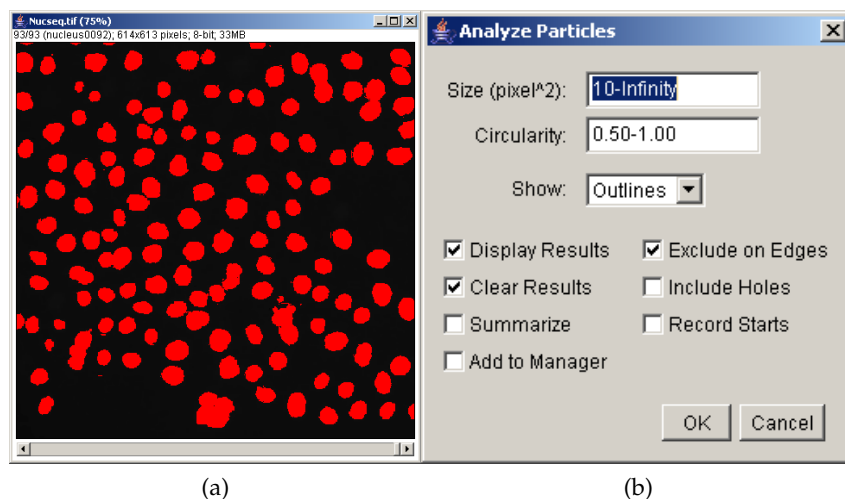 Nucseq.tif (75%)
93/93 (nucleus0092); 614x613 pixels; 8-bit; 33MB
Analyze Particles
Size (pixel^2): 10-Infinity
Circularity: 0.50-1.00
Show: Outlines
Display Results Exclude on Edges
Clear Results Include Holes
Summarize Record Starts
Add to Manager
OK Cancel
(a) (b)